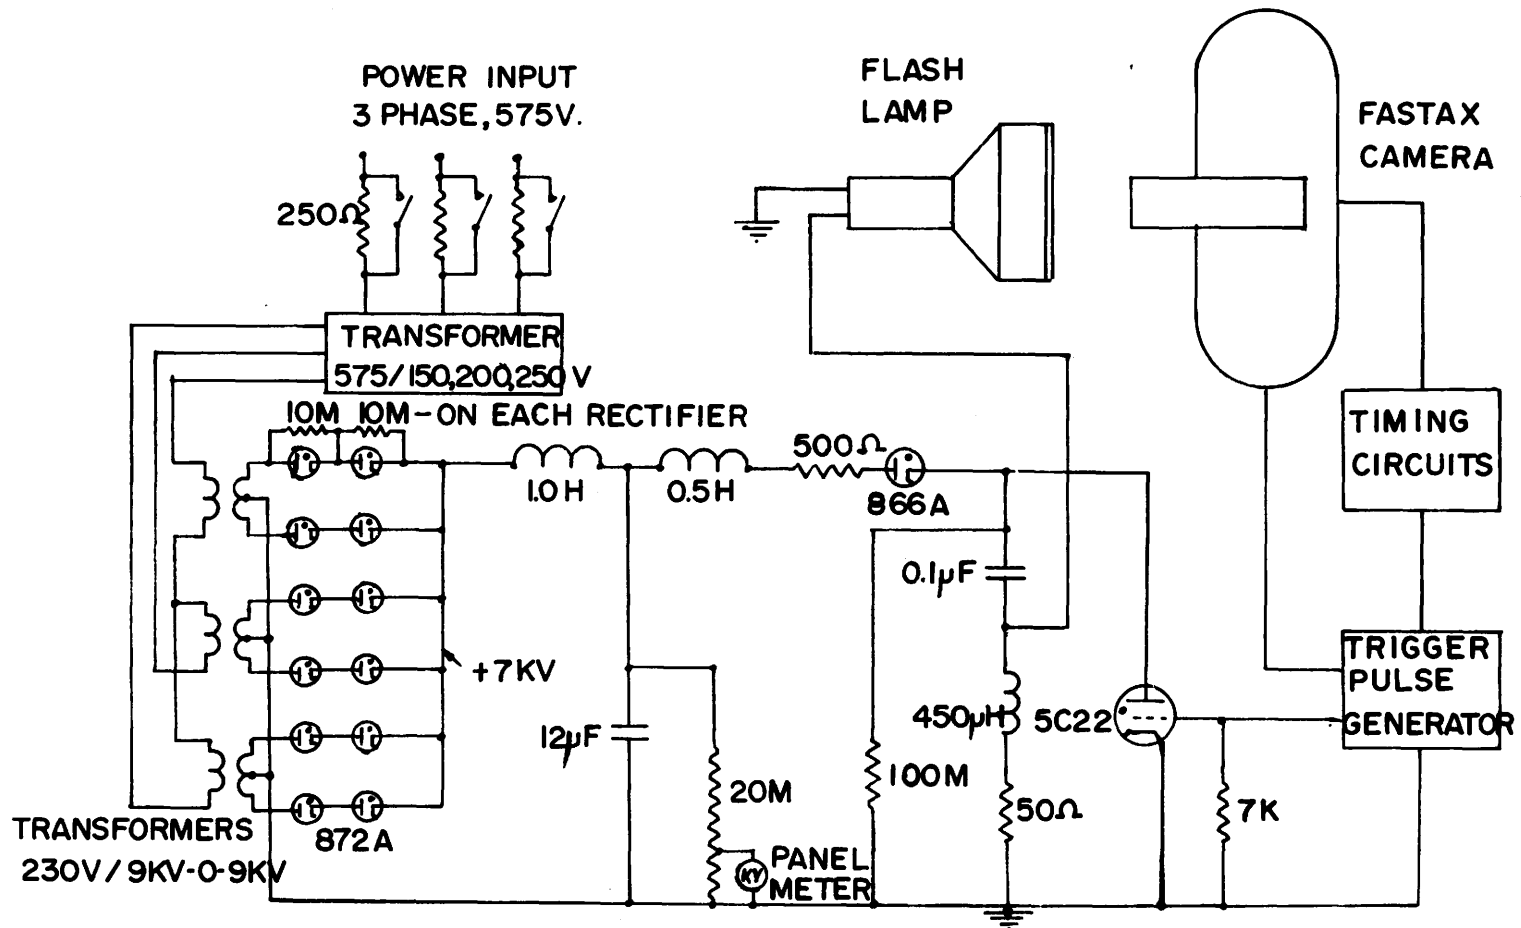 POWER INPUT
3 PHASE, 575V.
FLASH
LAMP
FASTAX
CAMERA
250Ω
TRANSFORMER
575/150,200,250V
10M 10M-ON EACH RECTIFIER
1.0H
0.5H
500Ω
866A
TIMING
CIRCUITS
0.1μF
+7KV
TRIGGER
PULSE
GENERATOR
450μH
5C22
12μF
20M
100M
50Ω
7K
TRANSFORMERS
230V/9KV-0-9KV
872A
KV
PANEL
METER